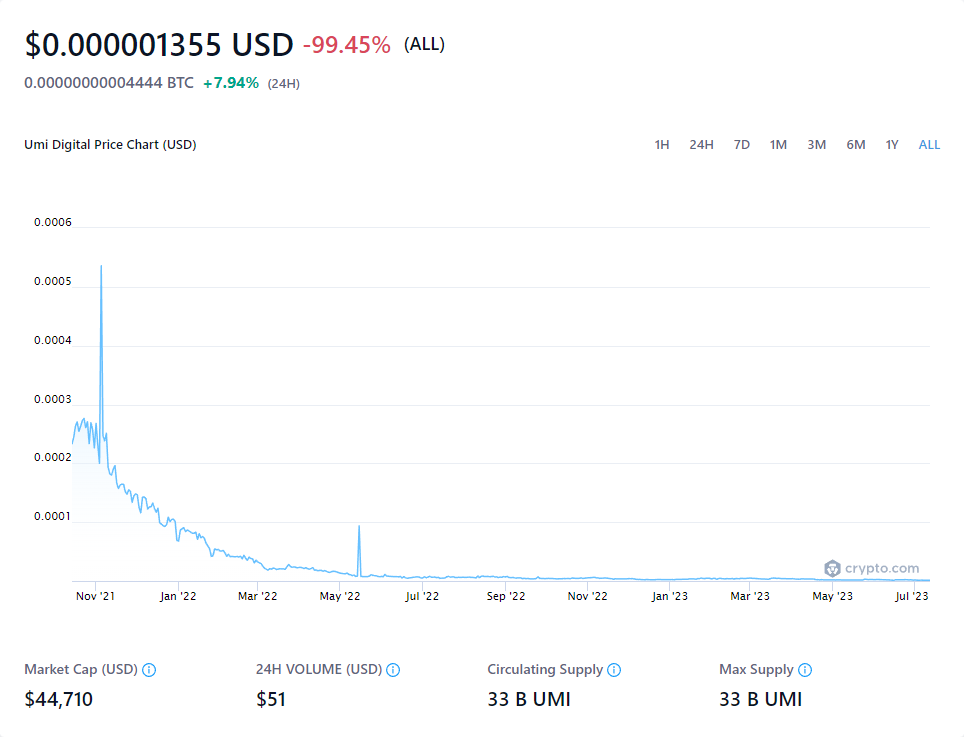 $0.000001355 USD -99.45% (ALL)
0.00000000004444 BTC +7.94% (24H)
Umi Digital Price Chart (USD) 1H 24H 7D 1M 3M 6M 1Y ALL
0.0006
0.0005
0.0004
0.0003
0.0002
0.0001
crypto.com
Nov '21 Jan '22 Mar '22 May '22 Jul '22 Sep '22 Nov '22 Jan '23 Mar '23 May '23 Jul '23
Market Cap (USD) 24H VOLUME (USD) Circulating Supply Max Supply
$44,710 $51 33 B UMI 33 B UMI